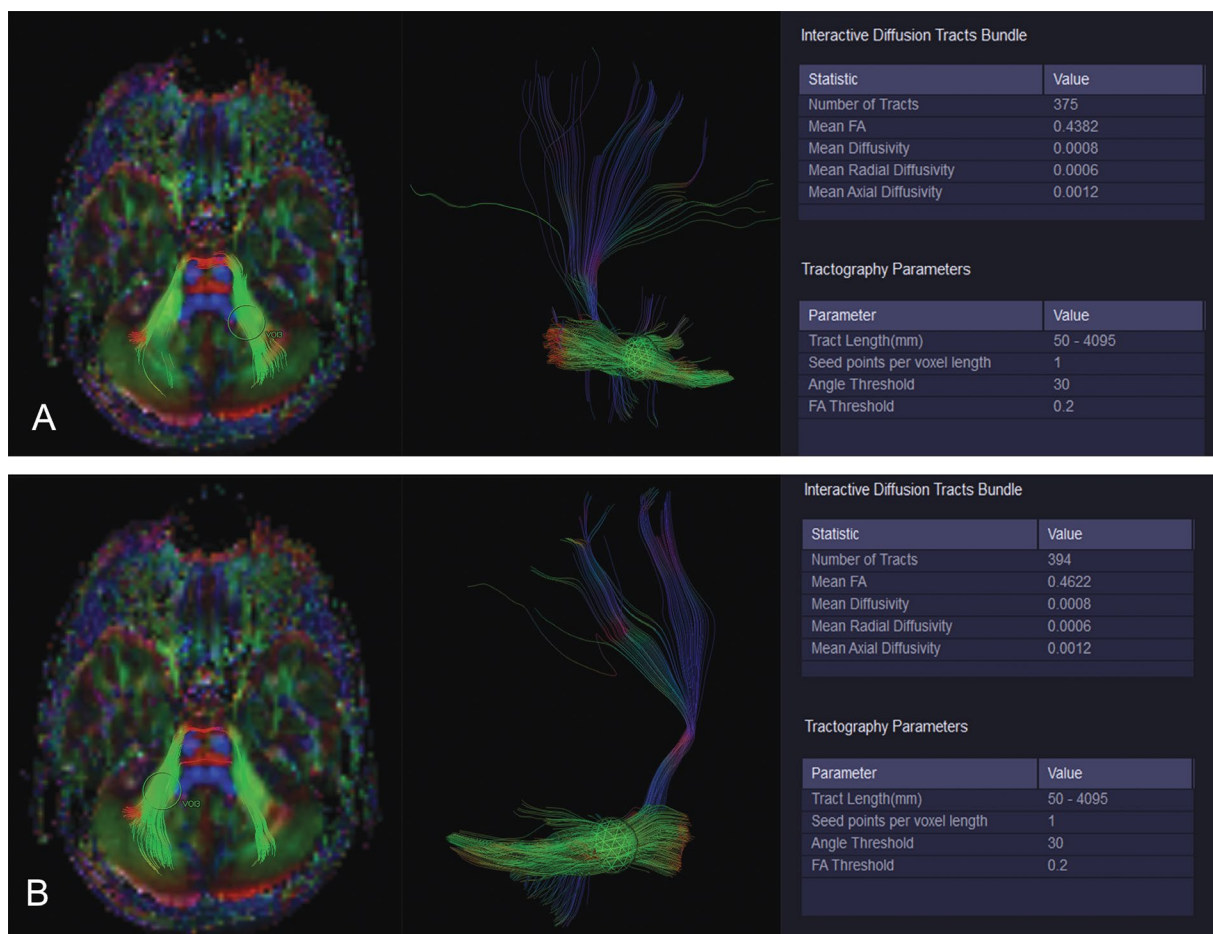 Interactive Diffusion Tracts Bundle
Statistic Value
Number of Tracts 375
Mean FA 0.4382
Mean Diffusivity 0.0008
Mean Radial Diffusivity 0.0006
Mean Axial Diffusivity 0.0012
Tractography Parameters
Parameter Value
Tract Length(mm) 50 - 4095
Seed points per voxel length 1
Angle Threshold 30
FA Threshold 0.2
VOI3
A
Interactive Diffusion Tracts Bundle
Statistic Value
Number of Tracts 394
Mean FA 0.4622
Mean Diffusivity 0.0008
Mean Radial Diffusivity 0.0006
Mean Axial Diffusivity 0.0012
Tractography Parameters
Parameter Value
Tract Length(mm) 50 - 4095
Seed points per voxel length 1
Angle Threshold 30
FA Threshold 0.2
VOI3
B